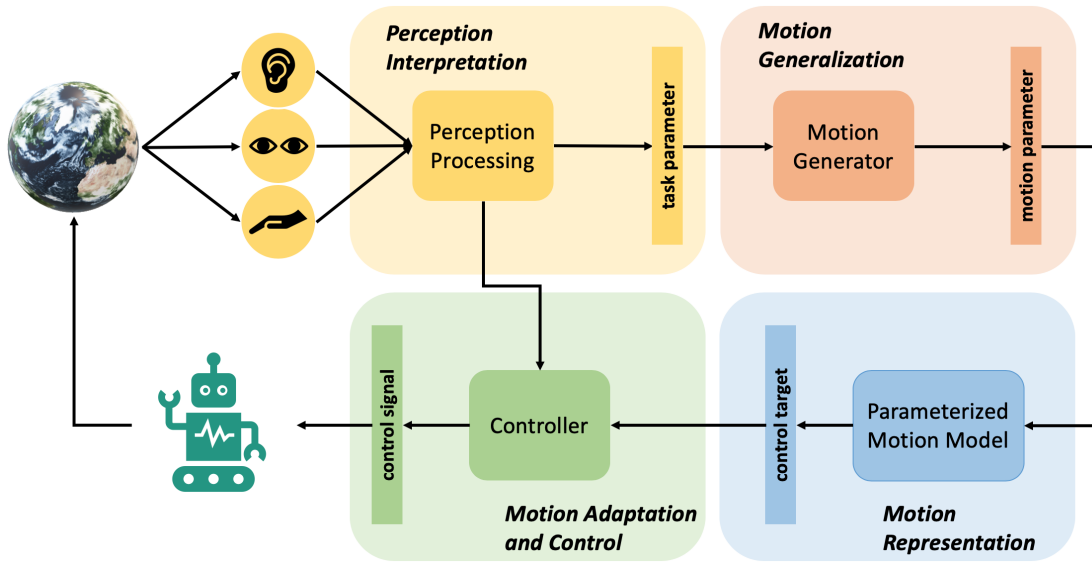 Perception
Interpretation
Perception
Processing
task parameter
Motion
Generalization
Motion
Generator
motion parameter
control signal
Controller
Motion Adaptation
and Control
control target
Parameterized
Motion Model
Motion
Representation